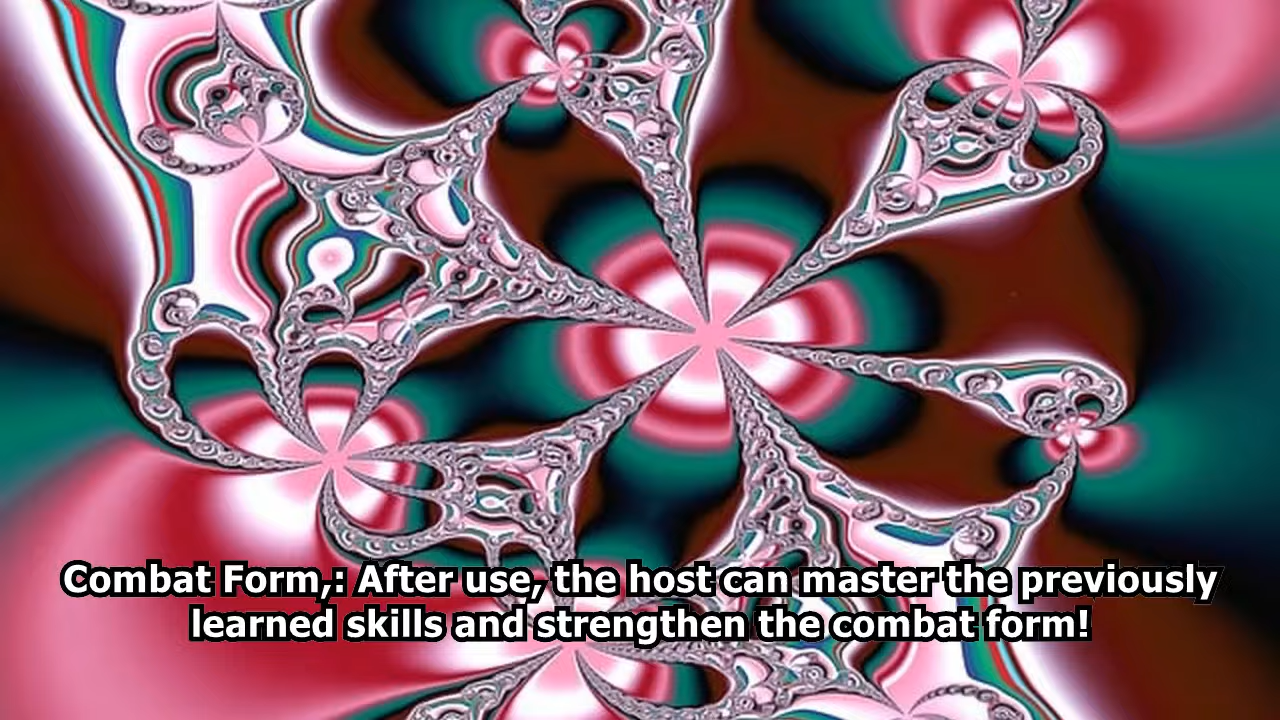 Combat Form,: After use, the host can master the previously
learned skills and strengthen the combat form!